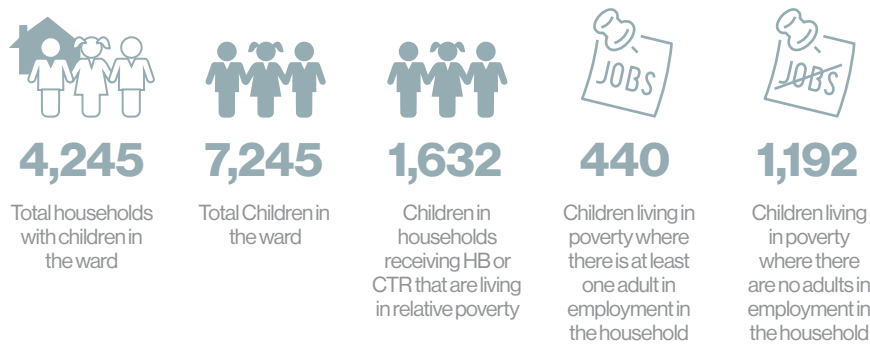 JOBS
JOBS
4,245
Total households
with children in
the ward
7,245
Total Children in
the ward
1,632
Children in
households
receiving HB or
CTR that are living
in relative poverty
440
Children living in
poverty where
there is at least
one adult in
employment in
the household
1,192
Children living
in poverty
where there
are no adults in
employment in
the household